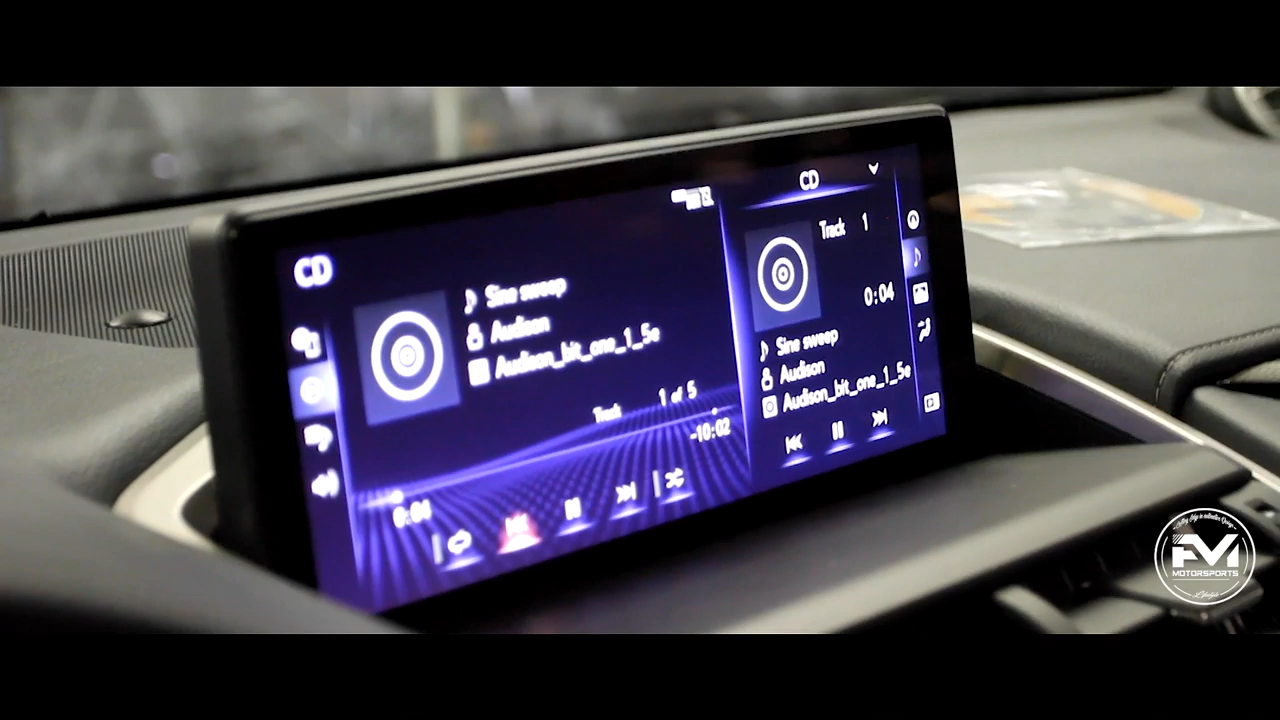 CD
Sine sweep
Audison
Audison_bit_one_1_5e
Track 1 of 5
0:04
-10:02
CD
Track 1
0:04
Sine sweep
Audison
Audison_bit_one_1_5e
FM
MOTORSPORTS
Lifestyle